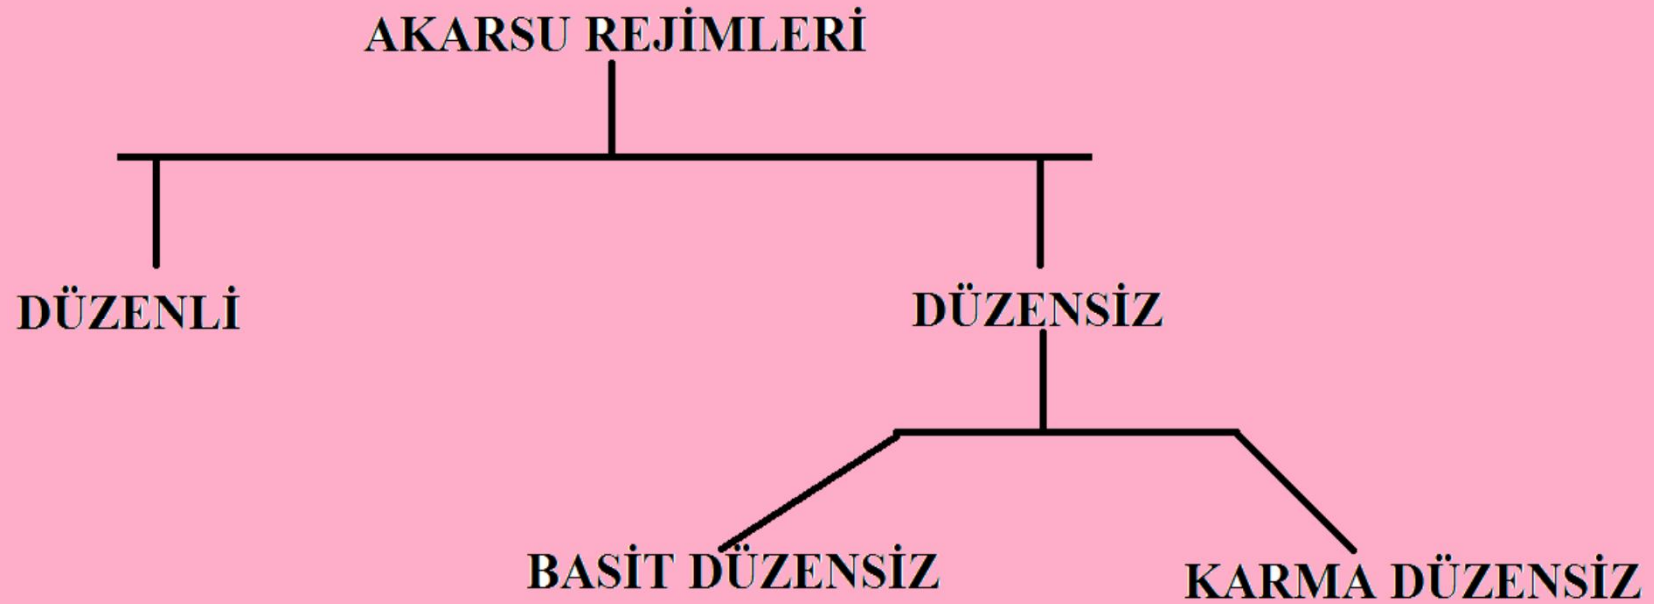 AKARSU REJİMLERİ
DÜZENLİ
DÜZENSİZ
BASİT DÜZENSİZ
KARMA DÜZENSİZ